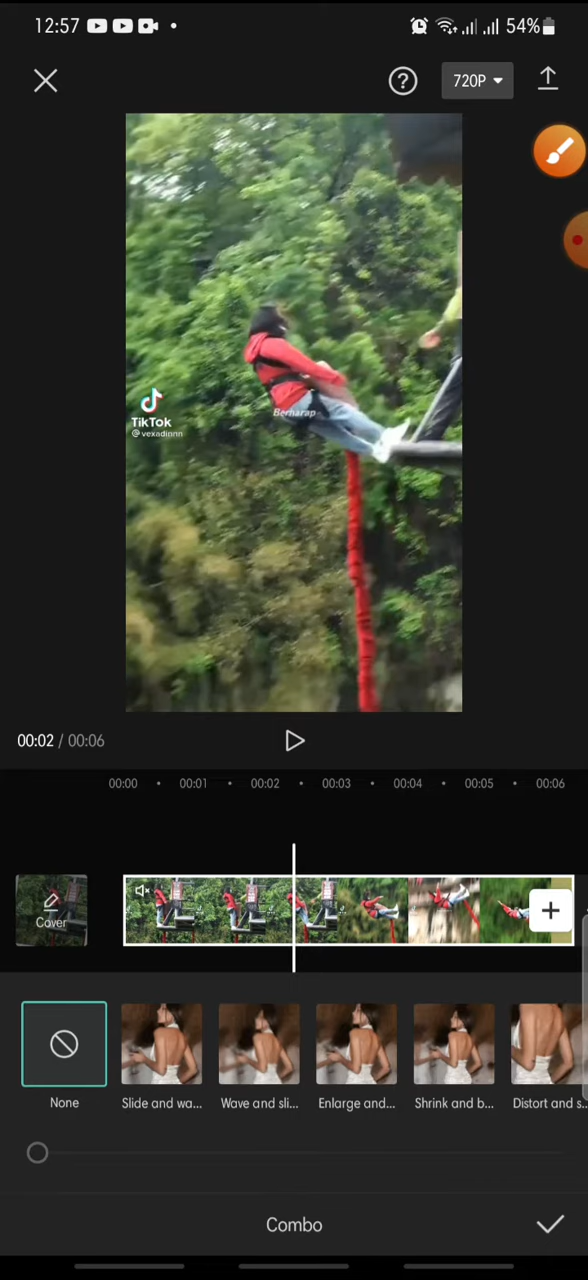 12:57
54%
720P
TikTok
@vexadinnn
Berharap
00:02 / 00:06
00:00
00:01
00:02
00:03
00:04
00:05
00:06
Cover
None
Slide and wa...
Wave and sli...
Enlarge and...
Shrink and b...
Distort and s...
Combo